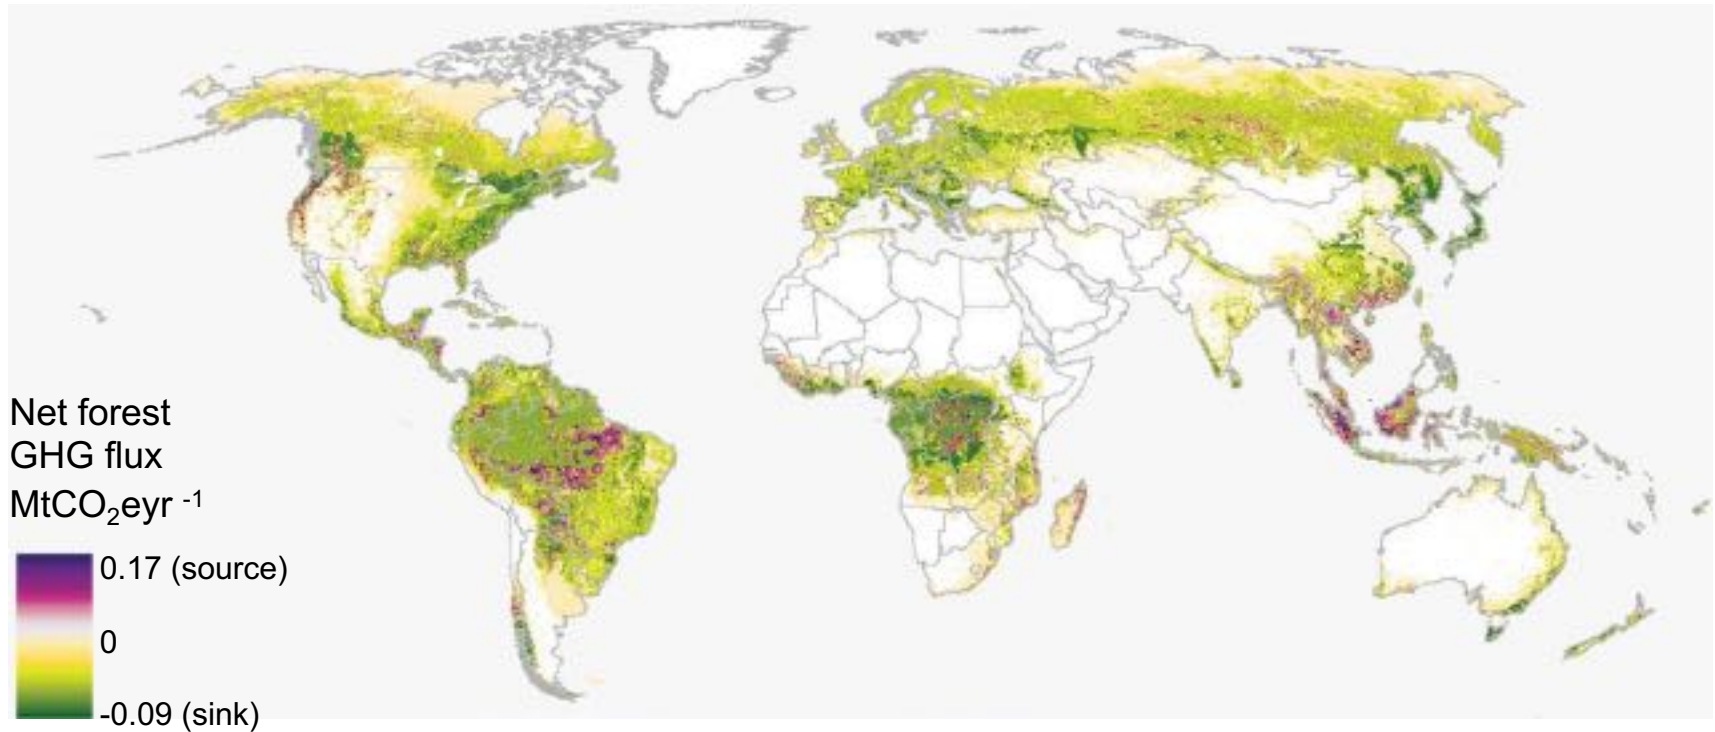 Net forest
GHG flux
MtCO₂eyr ⁻¹
0.17 (source)
0
-0.09 (sink)